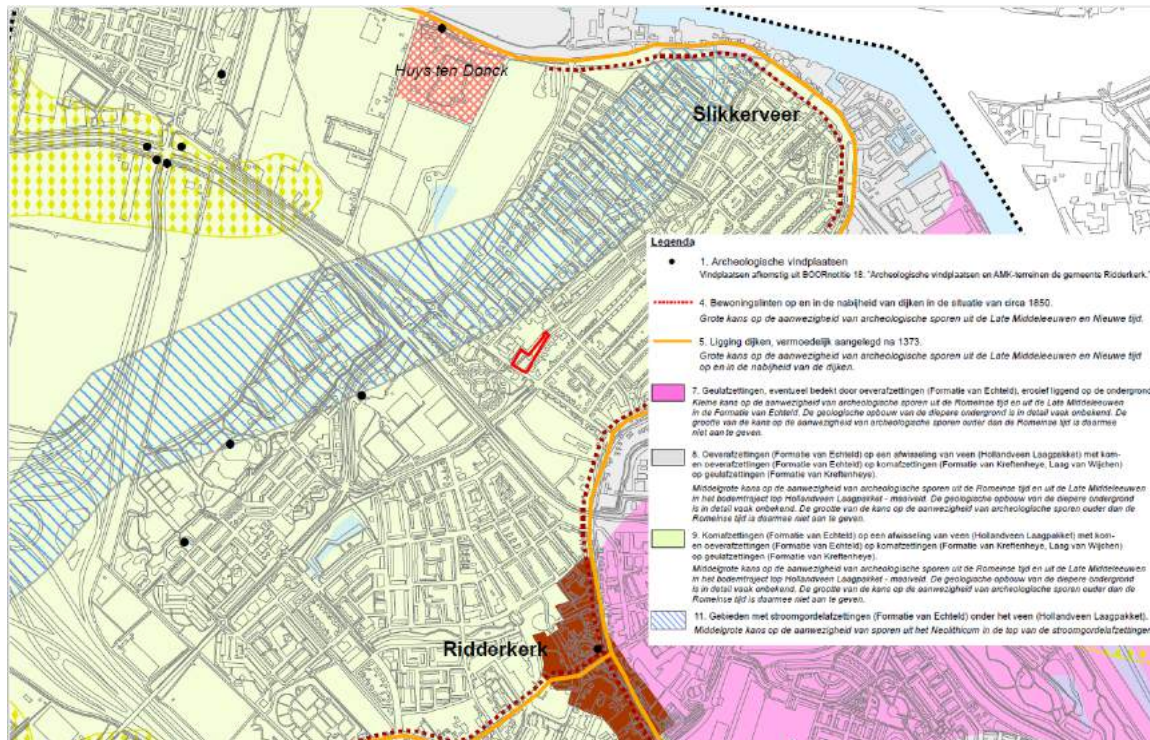 Huys ten Donck
Slikkerveer
Legenda
1. Archeologische vindplaatsen
Vindplaatsen afkomstig uit BOORnotitie 18: "Archeologische vindplaatsen en AMK-terreinen de gemeente Ridderkerk."
4. Bewoningslinten op en in de nabijheid van dijken in de situatie van circa 1850.
Grote kans op de aanwezigheid van archeologische sporen uit de Late Middeleeuwen en Nieuwe tijd.
5. Ligging dijken, vermoedelijk aangelegd na 1373.
Grote kans op de aanwezigheid van archeologische sporen uit de Late Middeleeuwen en Nieuwe tijd
op en in de nabijheid van de dijken.
7. Geulafzettingen, eventueel bedekt door oeverafzettingen (Formatie van Echteld), erosief liggend op de ondergrond
Kleine kans op de aanwezigheid van archeologische sporen uit de Romeinse tijd en uit de Late Middeleeuwen
in de Formatie van Echteld. De geologische opbouw van de diepere ondergrond is in detail vaak onbekend. De
grootte van de kans op de aanwezigheid van archeologische sporen ouder dan de Romeinse tijd is daarmee
niet aan te geven.
8. Oeverafzettingen (Formatie van Echteld) op een afwisseling van veen (Hollandveen Laagpakket) met kom-
en oeverafzettingen (Formatie van Echteld) op komafzettingen (Formatie van Kreftenheye, Laag van Wijchen)
op geulafzettingen (Formatie van Kreftenheye).
Middelgrote kans op de aanwezigheid van archeologische sporen uit de Romeinse tijd en uit de Late Middeleeuwen
in het bodemtraject top Hollandveen Laagpakket - maaiveld. De geologische opbouw van de diepere ondergrond
is in detail vaak onbekend. De grootte van de kans op de aanwezigheid van archeologische sporen ouder dan de
Romeinse tijd is daarmee niet aan te geven.
9. Komafzettingen (Formatie van Echteld) op een afwisseling van veen (Hollandveen Laagpakket) met kom-
en oeverafzettingen (Formatie van Echteld) op komafzettingen (Formatie van Kreftenheye, Laag van Wijchen)
op geulafzettingen (Formatie van Kreftenheye).
Middelgrote kans op de aanwezigheid van archeologische sporen uit de Romeinse tijd en uit de Late Middeleeuwen
in het bodemtraject top Hollandveen Laagpakket - maaiveld. De geologische opbouw van de diepere ondergrond
is in detail vaak onbekend. De grootte van de kans op de aanwezigheid van archeologische sporen ouder dan de
Romeinse tijd is daarmee niet aan te geven.
11. Gebieden met stroomgordelafzettingen (Formatie van Echteld) onder het veen (Hollandveen Laagpakket).
Middelgrote kans op de aanwezigheid van sporen uit het Neolithicum in de top van de stroomgordelafzettingen
Ridderkerk